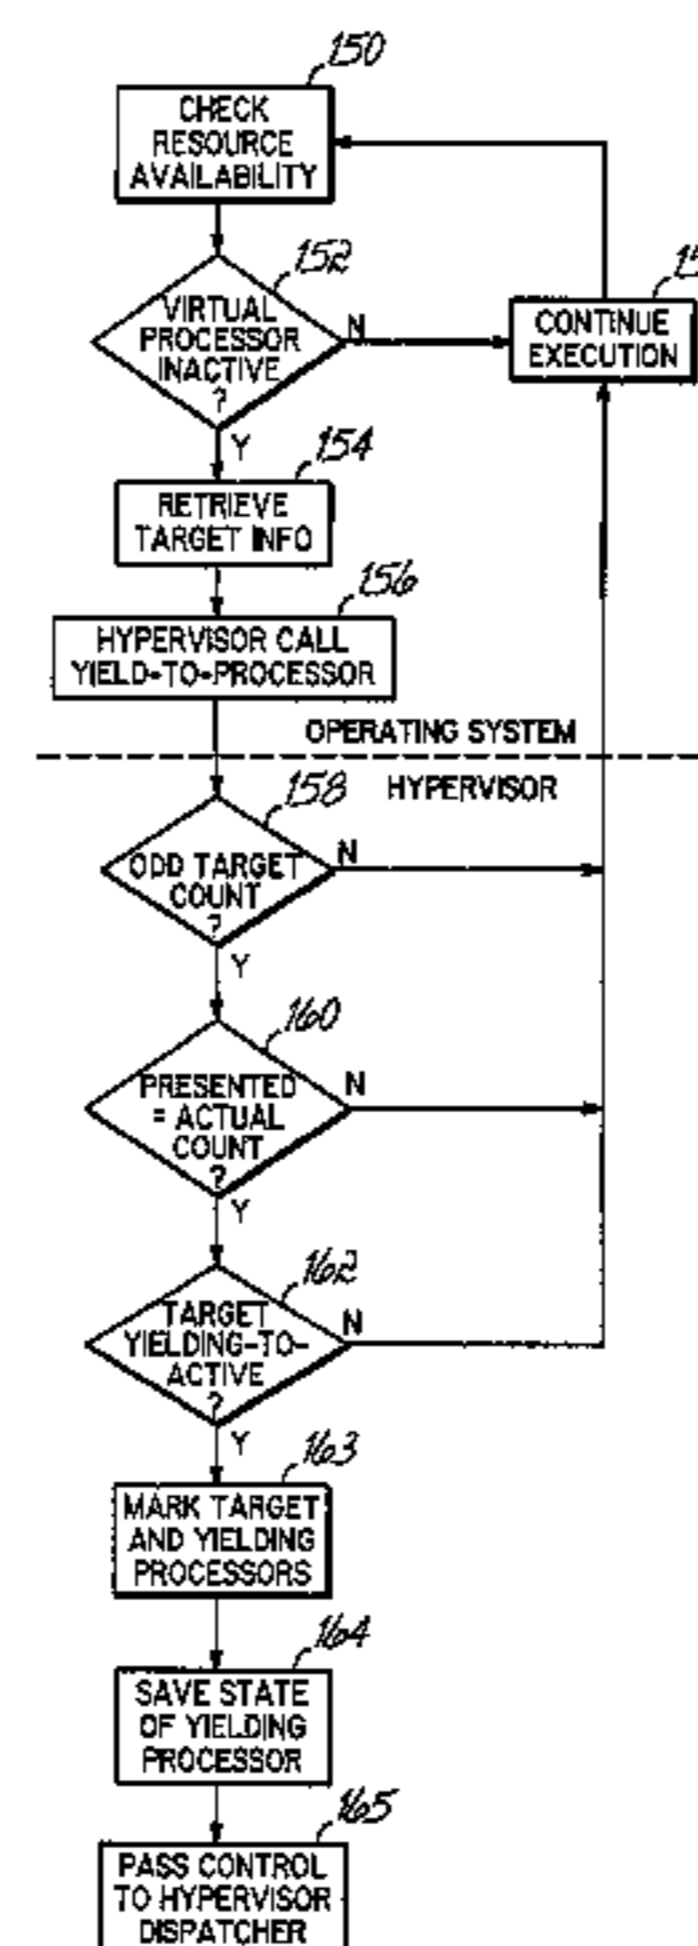 150
CHECK
RESOURCE
AVAILABILITY
152
VIRTUAL
PROCESSOR
INACTIVE
?
N
15
CONTINUE
EXECUTION
Y
154
RETRIEVE
TARGET INFO
156
HYPERVISOR CALL
YIELD-TO-PROCESSOR
OPERATING SYSTEM
HYPERVISOR
158
ODD TARGET
COUNT
?
N
Y
160
PRESENTED
= ACTUAL
COUNT
?
N
Y
162
TARGET
YIELDING-TO-
ACTIVE
?
N
Y
163
MARK TARGET
AND YIELDING
PROCESSORS
164
SAVE STATE
OF YIELDING
PROCESSOR
165
PASS CONTROL
TO HYPERVISOR
DISPATCHER